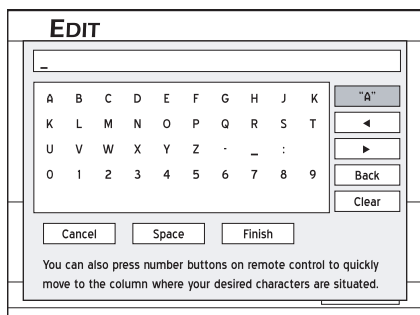 EDIT
_
A B C D E F G H J K "A"
K L M N O P Q R S T ◄
U V W X Y Z - _ : ►
0 1 2 3 4 5 6 7 8 9 Back
Clear
Cancel Space Finish
You can also press number buttons on remote control to quickly
move to the column where your desired characters are situated.